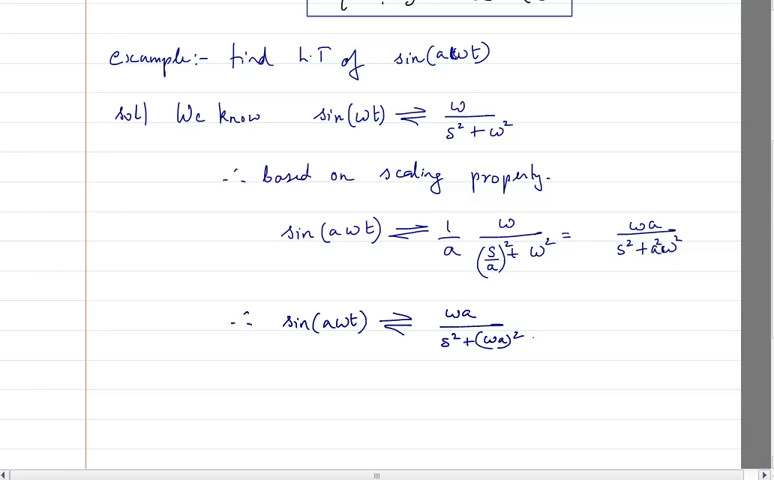 example:- find L.T of sin(aωt)
sol) We know sin(ωt) ⇌ ω / (s² + ω²)
∴ based on scaling property.
sin(aωt) ⇌ 1/a ω / ((s/a)² + ω²) = ωa / (s² + a²ω²)
∴ sin(aωt) ⇌ ωa / (s² + (ωa)²) .